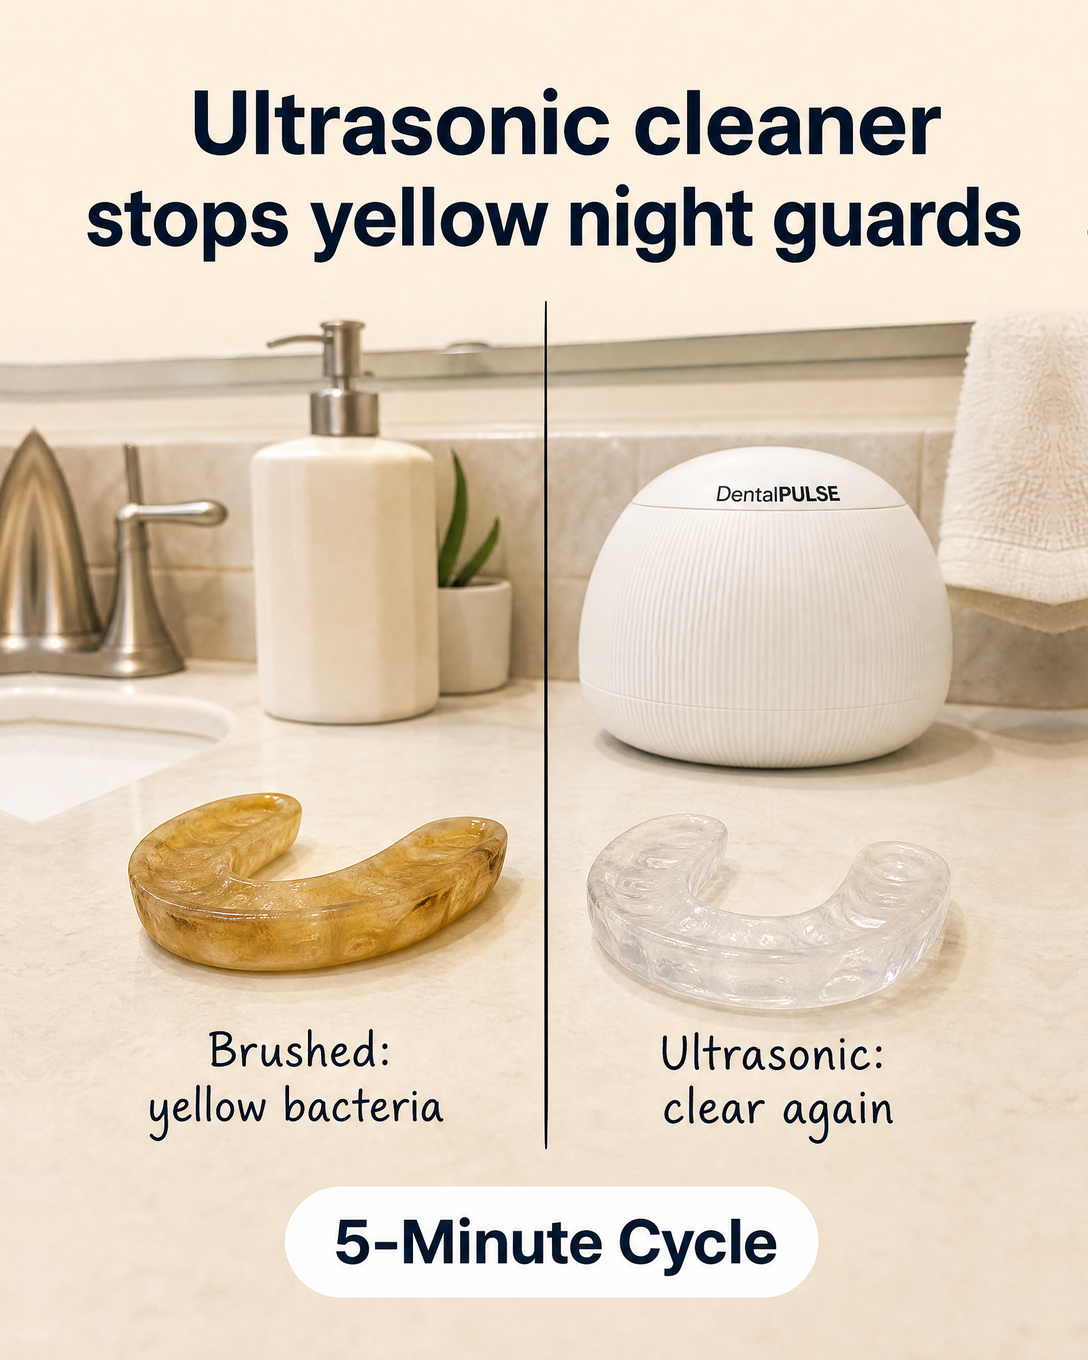 Ultrasonic cleaner
stops yellow night guards
DentalPULSE
Brushed:
yellow bacteria
Ultrasonic:
clear again
5-Minute Cycle